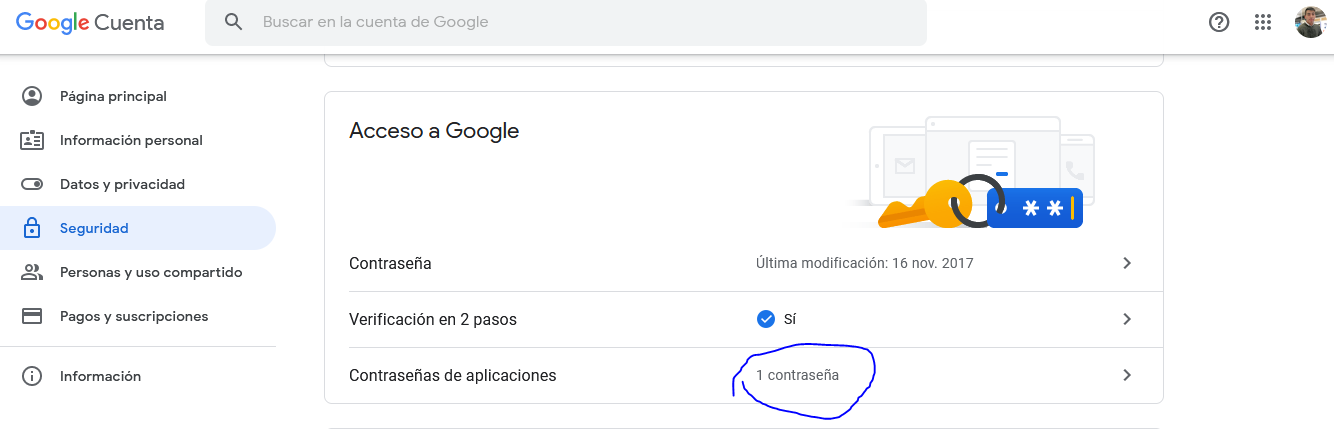 Google Cuenta
Buscar en la cuenta de Google
Página principal
Información personal
Datos y privacidad
Seguridad
Personas y uso compartido
Pagos y suscripciones
Información
Acceso a Google
**
Contraseña Última modificación: 16 nov. 2017
Verificación en 2 pasos Sí
Contraseñas de aplicaciones 1 contraseña